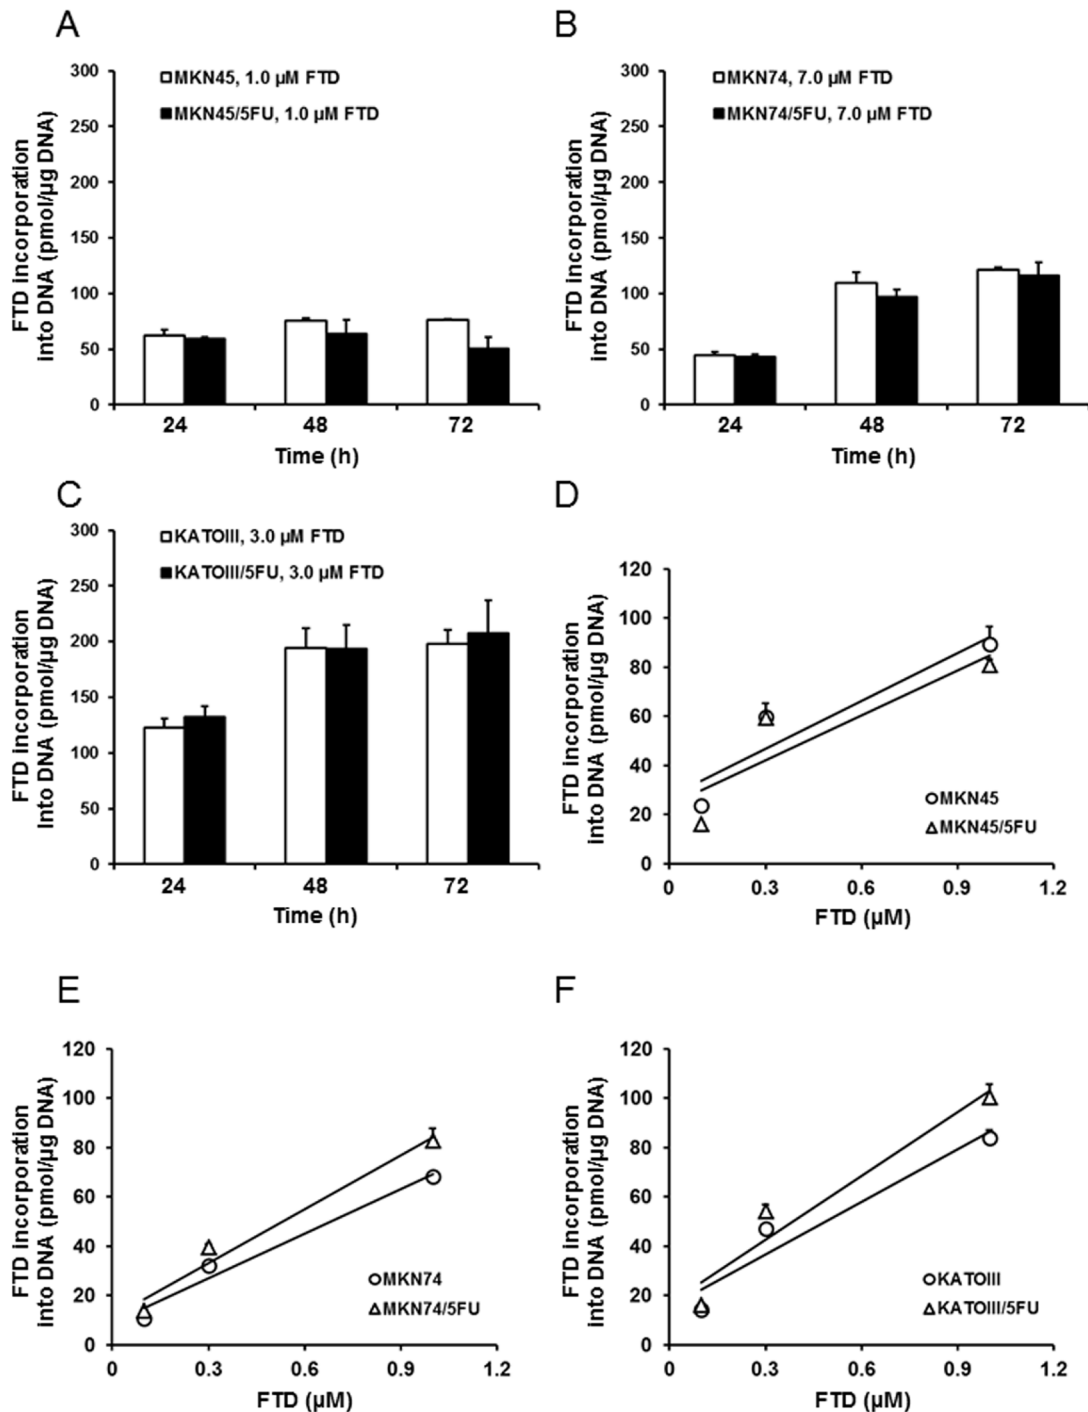 A
MKN45, 1.0 µM FTD
MKN45/5FU, 1.0 µM FTD
FTD incorporation
into DNA (pmol/µg DNA)
300
250
200
150
100
50
0
24 48 72
Time (h)
B
MKN74, 7.0 µM FTD
MKN74/5FU, 7.0 µM FTD
FTD incorporation
into DNA (pmol/µg DNA)
300
250
200
150
100
50
0
24 48 72
Time (h)
C
KATOIII, 3.0 µM FTD
KATOIII/5FU, 3.0 µM FTD
FTD incorporation
Into DNA (pmol/µg DNA)
300
250
200
150
100
50
0
24 48 72
Time (h)
D
FTD incorporation
into DNA (pmol/µg DNA)
120
100
80
60
40
20
0
MKN45
MKN45/5FU
0 0.3 0.6 0.9 1.2
FTD (µM)
E
FTD incorporation
into DNA (pmol/µg DNA)
120
100
80
60
40
20
0
MKN74
MKN74/5FU
0 0.3 0.6 0.9 1.2
FTD (µM)
F
FTD incorporation
into DNA (pmol/µg DNA)
120
100
80
60
40
20
0
KATOIII
KATOIII/5FU
0 0.3 0.6 0.9 1.2
FTD (µM)